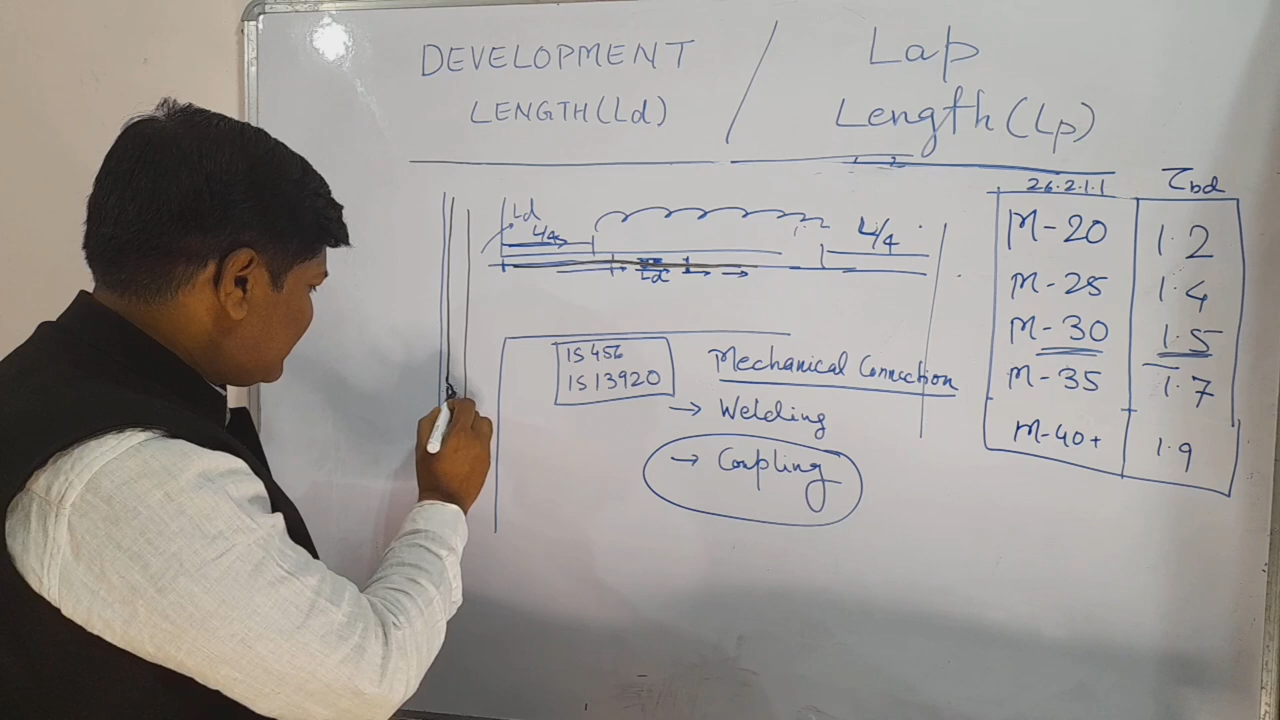 DEVELOPMENT
LENGTH (Ld)
/
Lap
Length (Lp)
Ld
L/4
Ld
IS 456
IS 13920
Mechanical Connection
→ Welding
→ Coupling
26.2.1.1 τbd
M-20 1.2
M-25 1.4
M-30 1.5
M-35 1.7
M-40+ 1.9